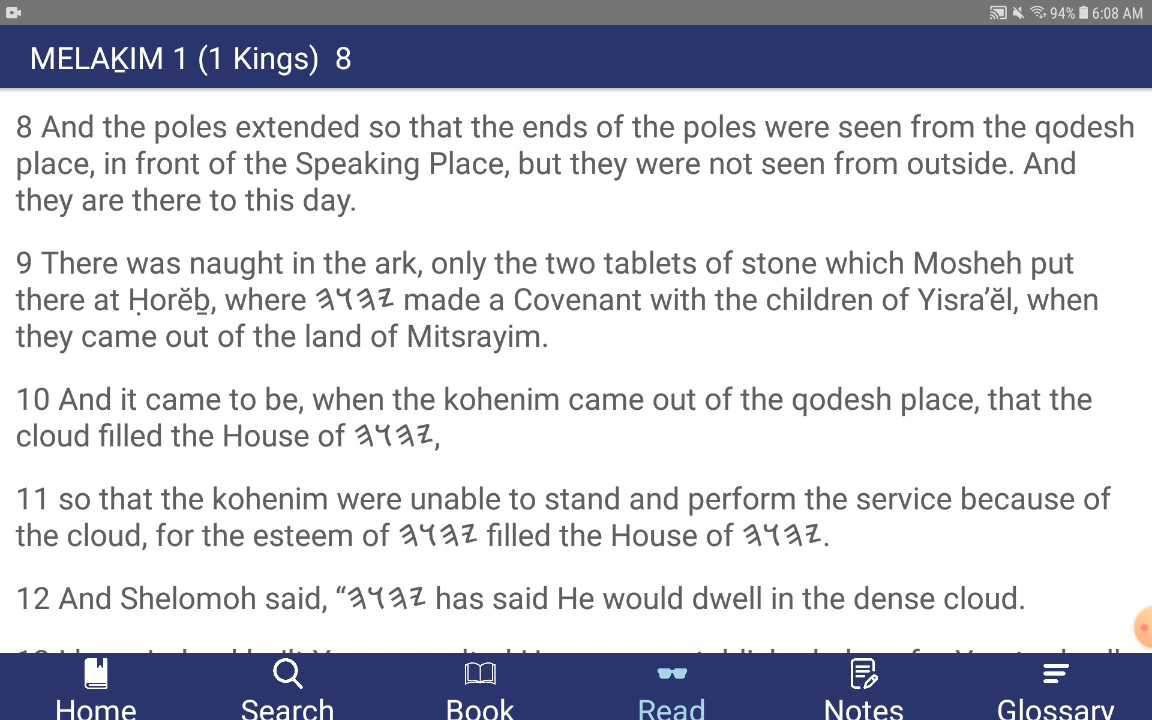 94% 6:08 AM
MELAḴIM 1 (1 Kings) 8
8 And the poles extended so that the ends of the poles were seen from the qodesh
place, in front of the Speaking Place, but they were not seen from outside. And
they are there to this day.
9 There was naught in the ark, only the two tablets of stone which Mosheh put
there at Ḥorĕḇ, where 𐤉𐤄𐤅𐤄 made a Covenant with the children of Yisra’ĕl, when
they came out of the land of Mitsrayim.
10 And it came to be, when the kohenim came out of the qodesh place, that the
cloud filled the House of 𐤉𐤄𐤅𐤄,
11 so that the kohenim were unable to stand and perform the service because of
the cloud, for the esteem of 𐤉𐤄𐤅𐤄 filled the House of 𐤉𐤄𐤅𐤄.
12 And Shelomoh said, “𐤉𐤄𐤅𐤄 has said He would dwell in the dense cloud.
Home Search Book Read Notes Glossary